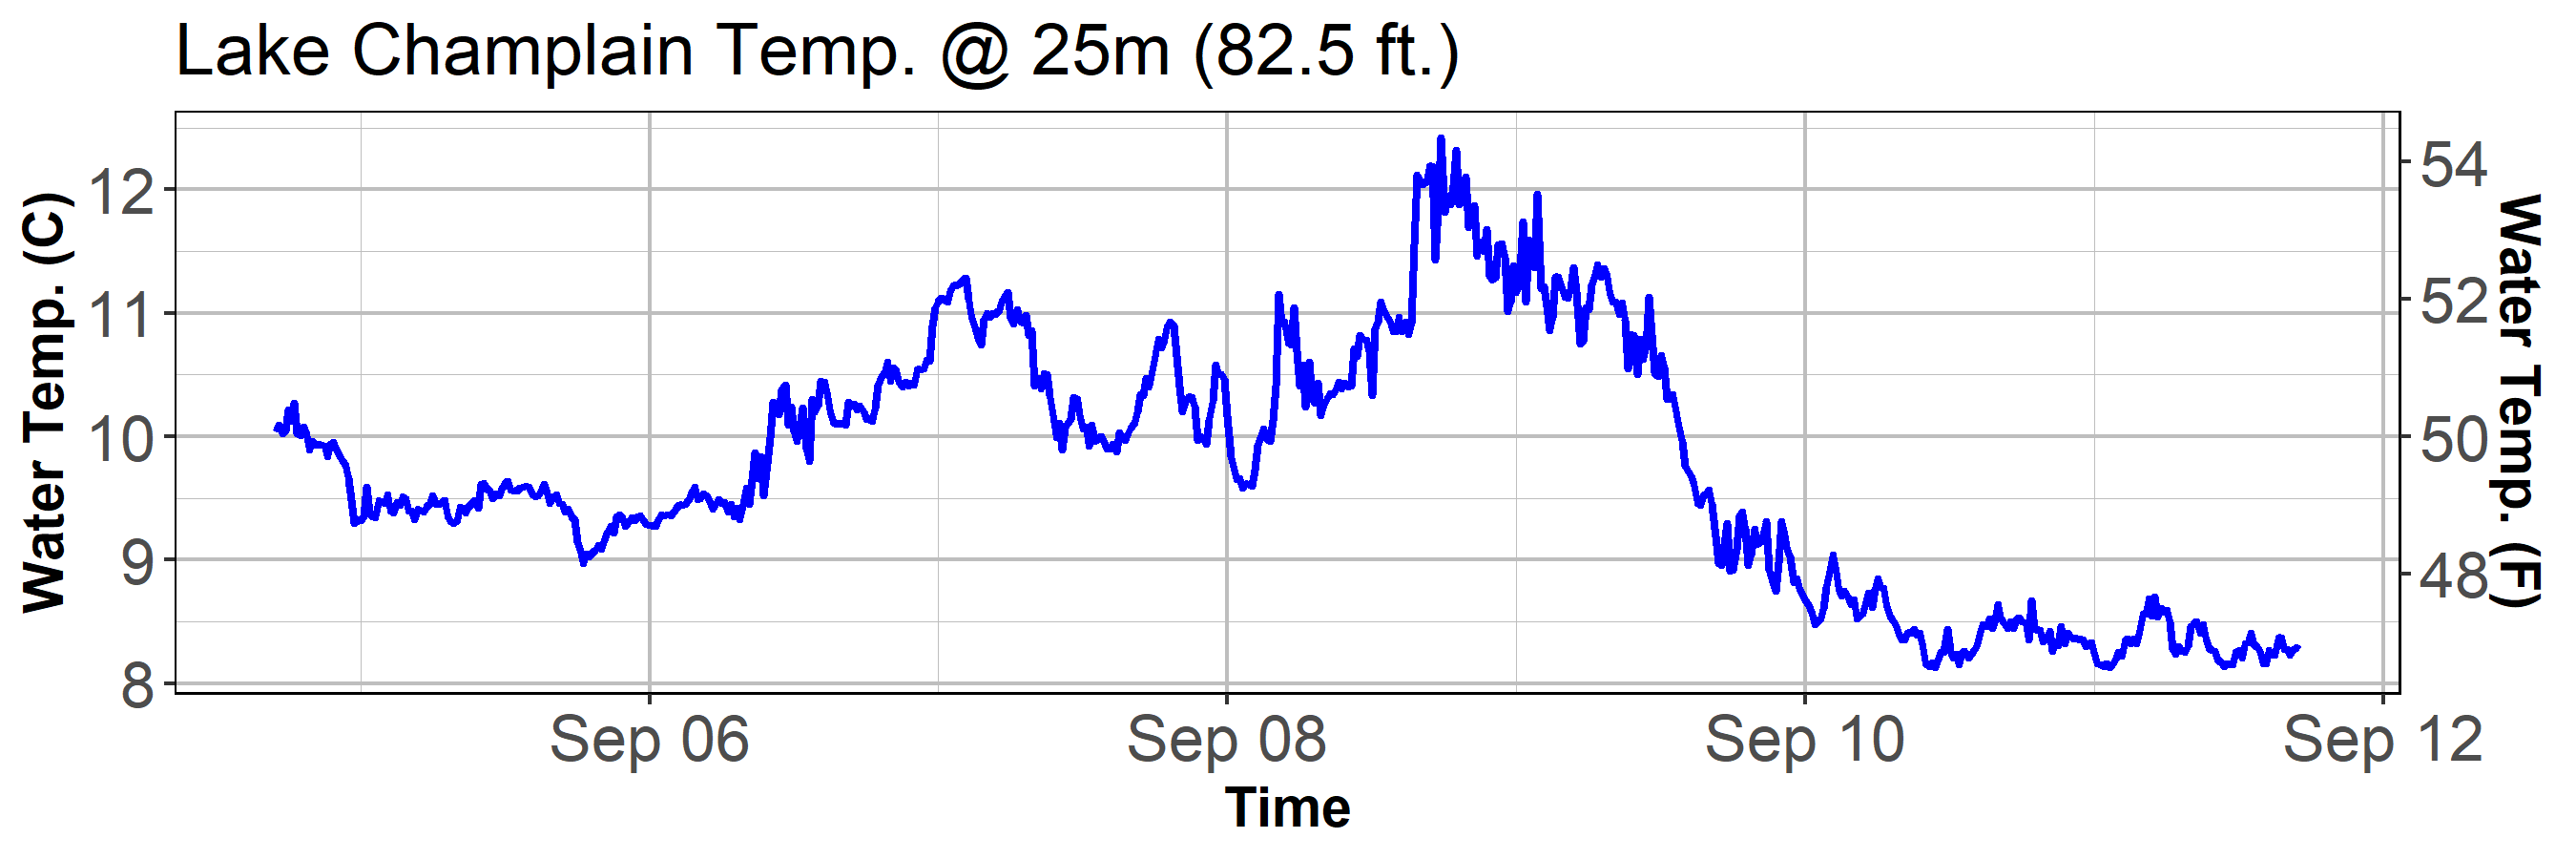 Lake Champlain Temp. @ 25m (82.5 ft.)
Water Temp. (C)
12
11
10
9
8
54
52
50
48
Water Temp. (F)
Sep 06
Sep 08
Sep 10
Sep 12
Time